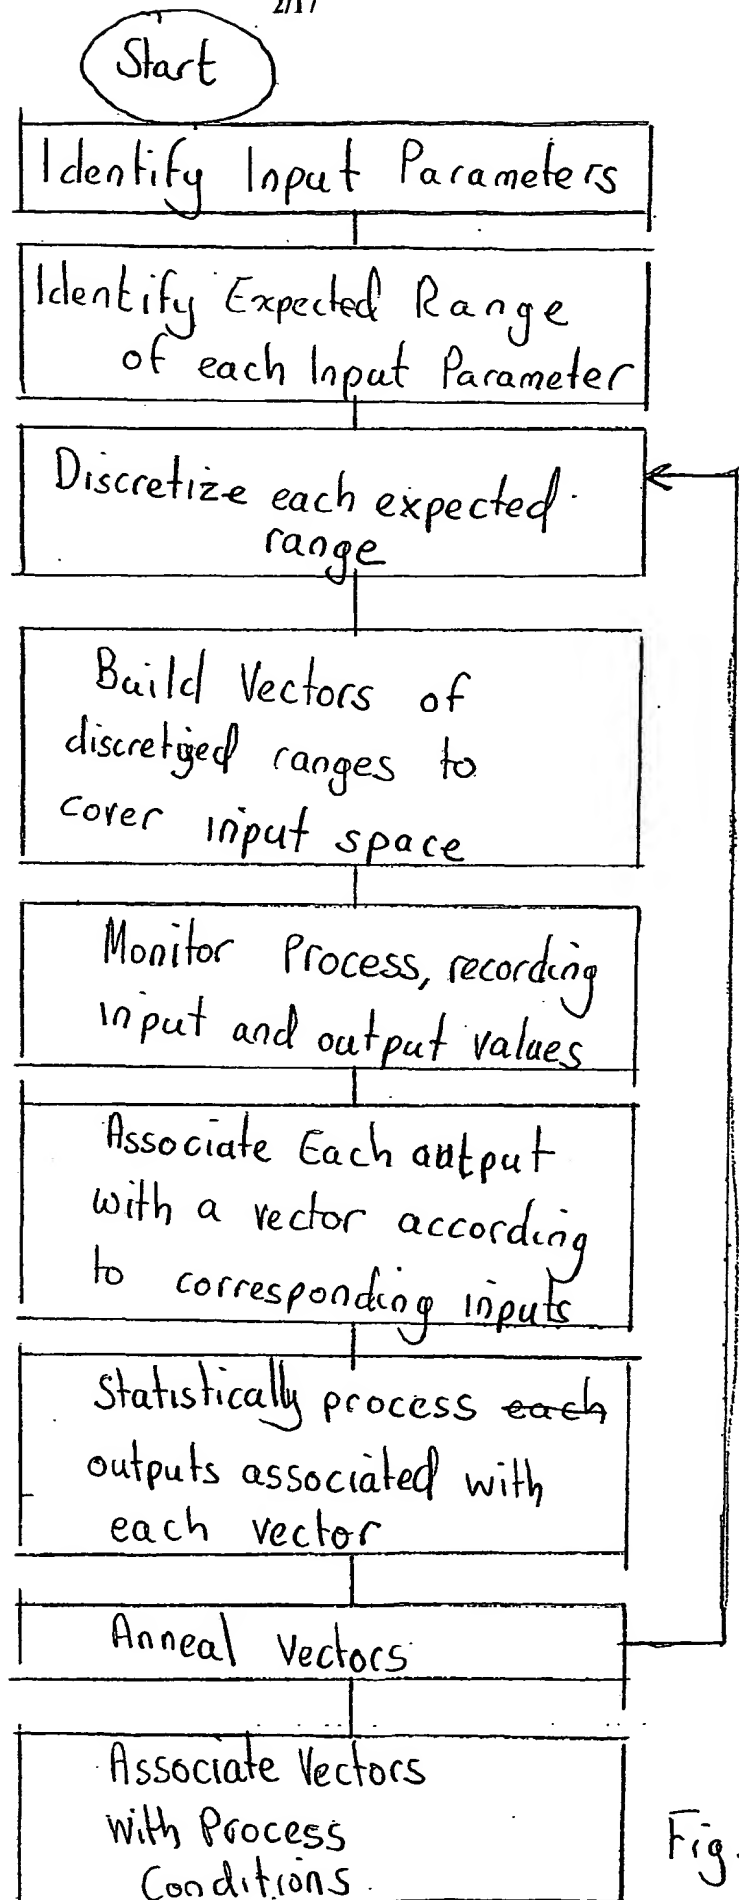 2/17
Start
Identify Input Parameters
Identify Expected Range
of each Input Parameter
Discretize each expected
range
Build Vectors of
discretized ranges to
cover input space
Monitor Process, recording
input and output values
Associate Each output
with a vector according
to corresponding inputs
Statistically process each
outputs associated with
each vector
Anneal Vectors
Associate Vectors
with Process
Conditions
Fig.